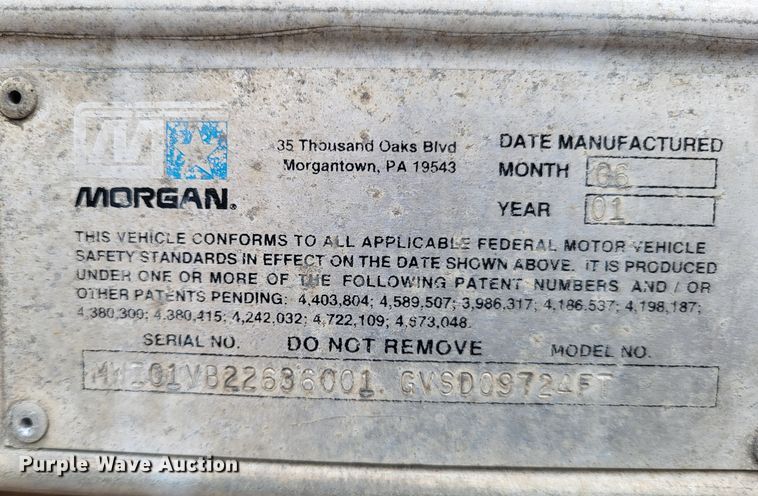 35 Thousand Oaks Blvd
Morgantown, PA 19543
DATE MANUFACTURED
MONTH 06
YEAR 01
MORGAN®
THIS VEHICLE CONFORMS TO ALL APPLICABLE FEDERAL MOTOR VEHICLE
SAFETY STANDARDS IN EFFECT ON THE DATE SHOWN ABOVE. IT IS PRODUCED
UNDER ONE OR MORE OF THE FOLLOWING PATENT NUMBERS AND / OR
OTHER PATENTS PENDING: 4,403,804; 4,589,507; 3,986,317; 4,186,537; 4,198,187;
4,380,300; 4,380,415; 4,242,032; 4,722,109; 4,673,048.
SERIAL NO. DO NOT REMOVE MODEL NO.
GVSD09724FT
Purple Wave Auction